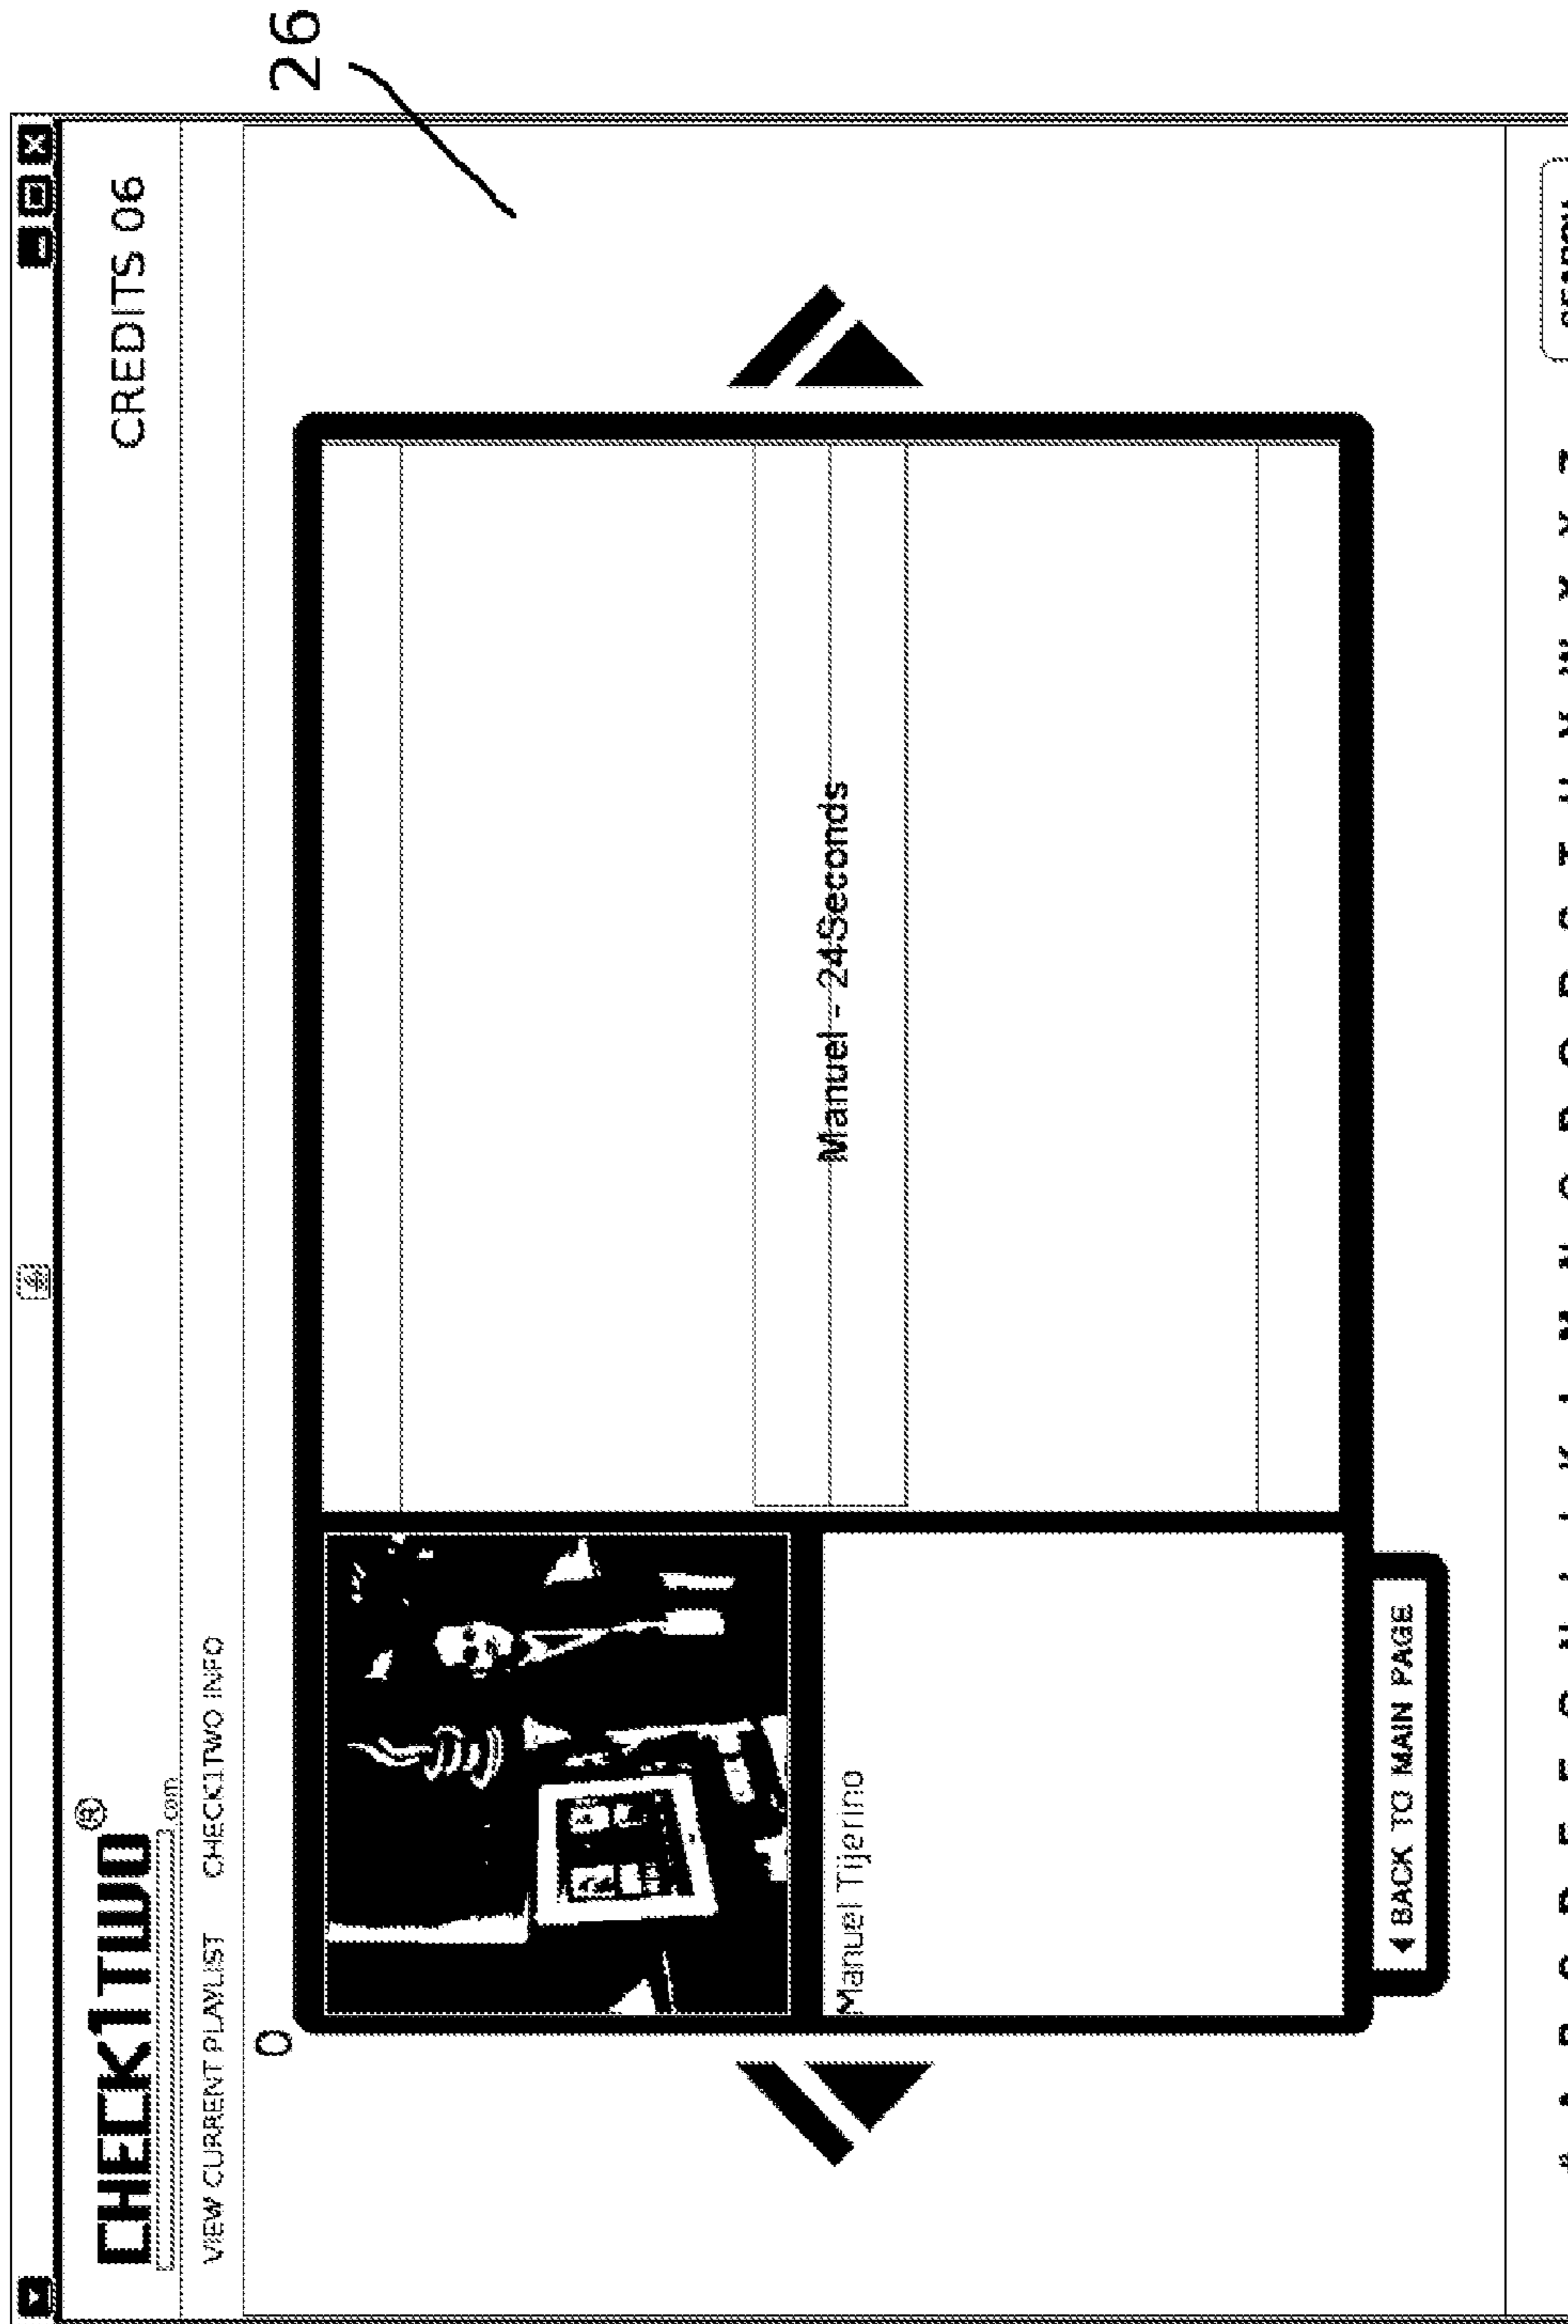 26
CREDITS 06
CHECK1TWO®
.com
VIEW CURRENT PLAYLIST CHECK1TWO INFO
0
Manuel - 24Seconds
Manuel Tijerino
BACK TO MAIN PAGE
SEARCH
# A B C D E F G H I J K L M N O P Q R S T U V W X Y Z